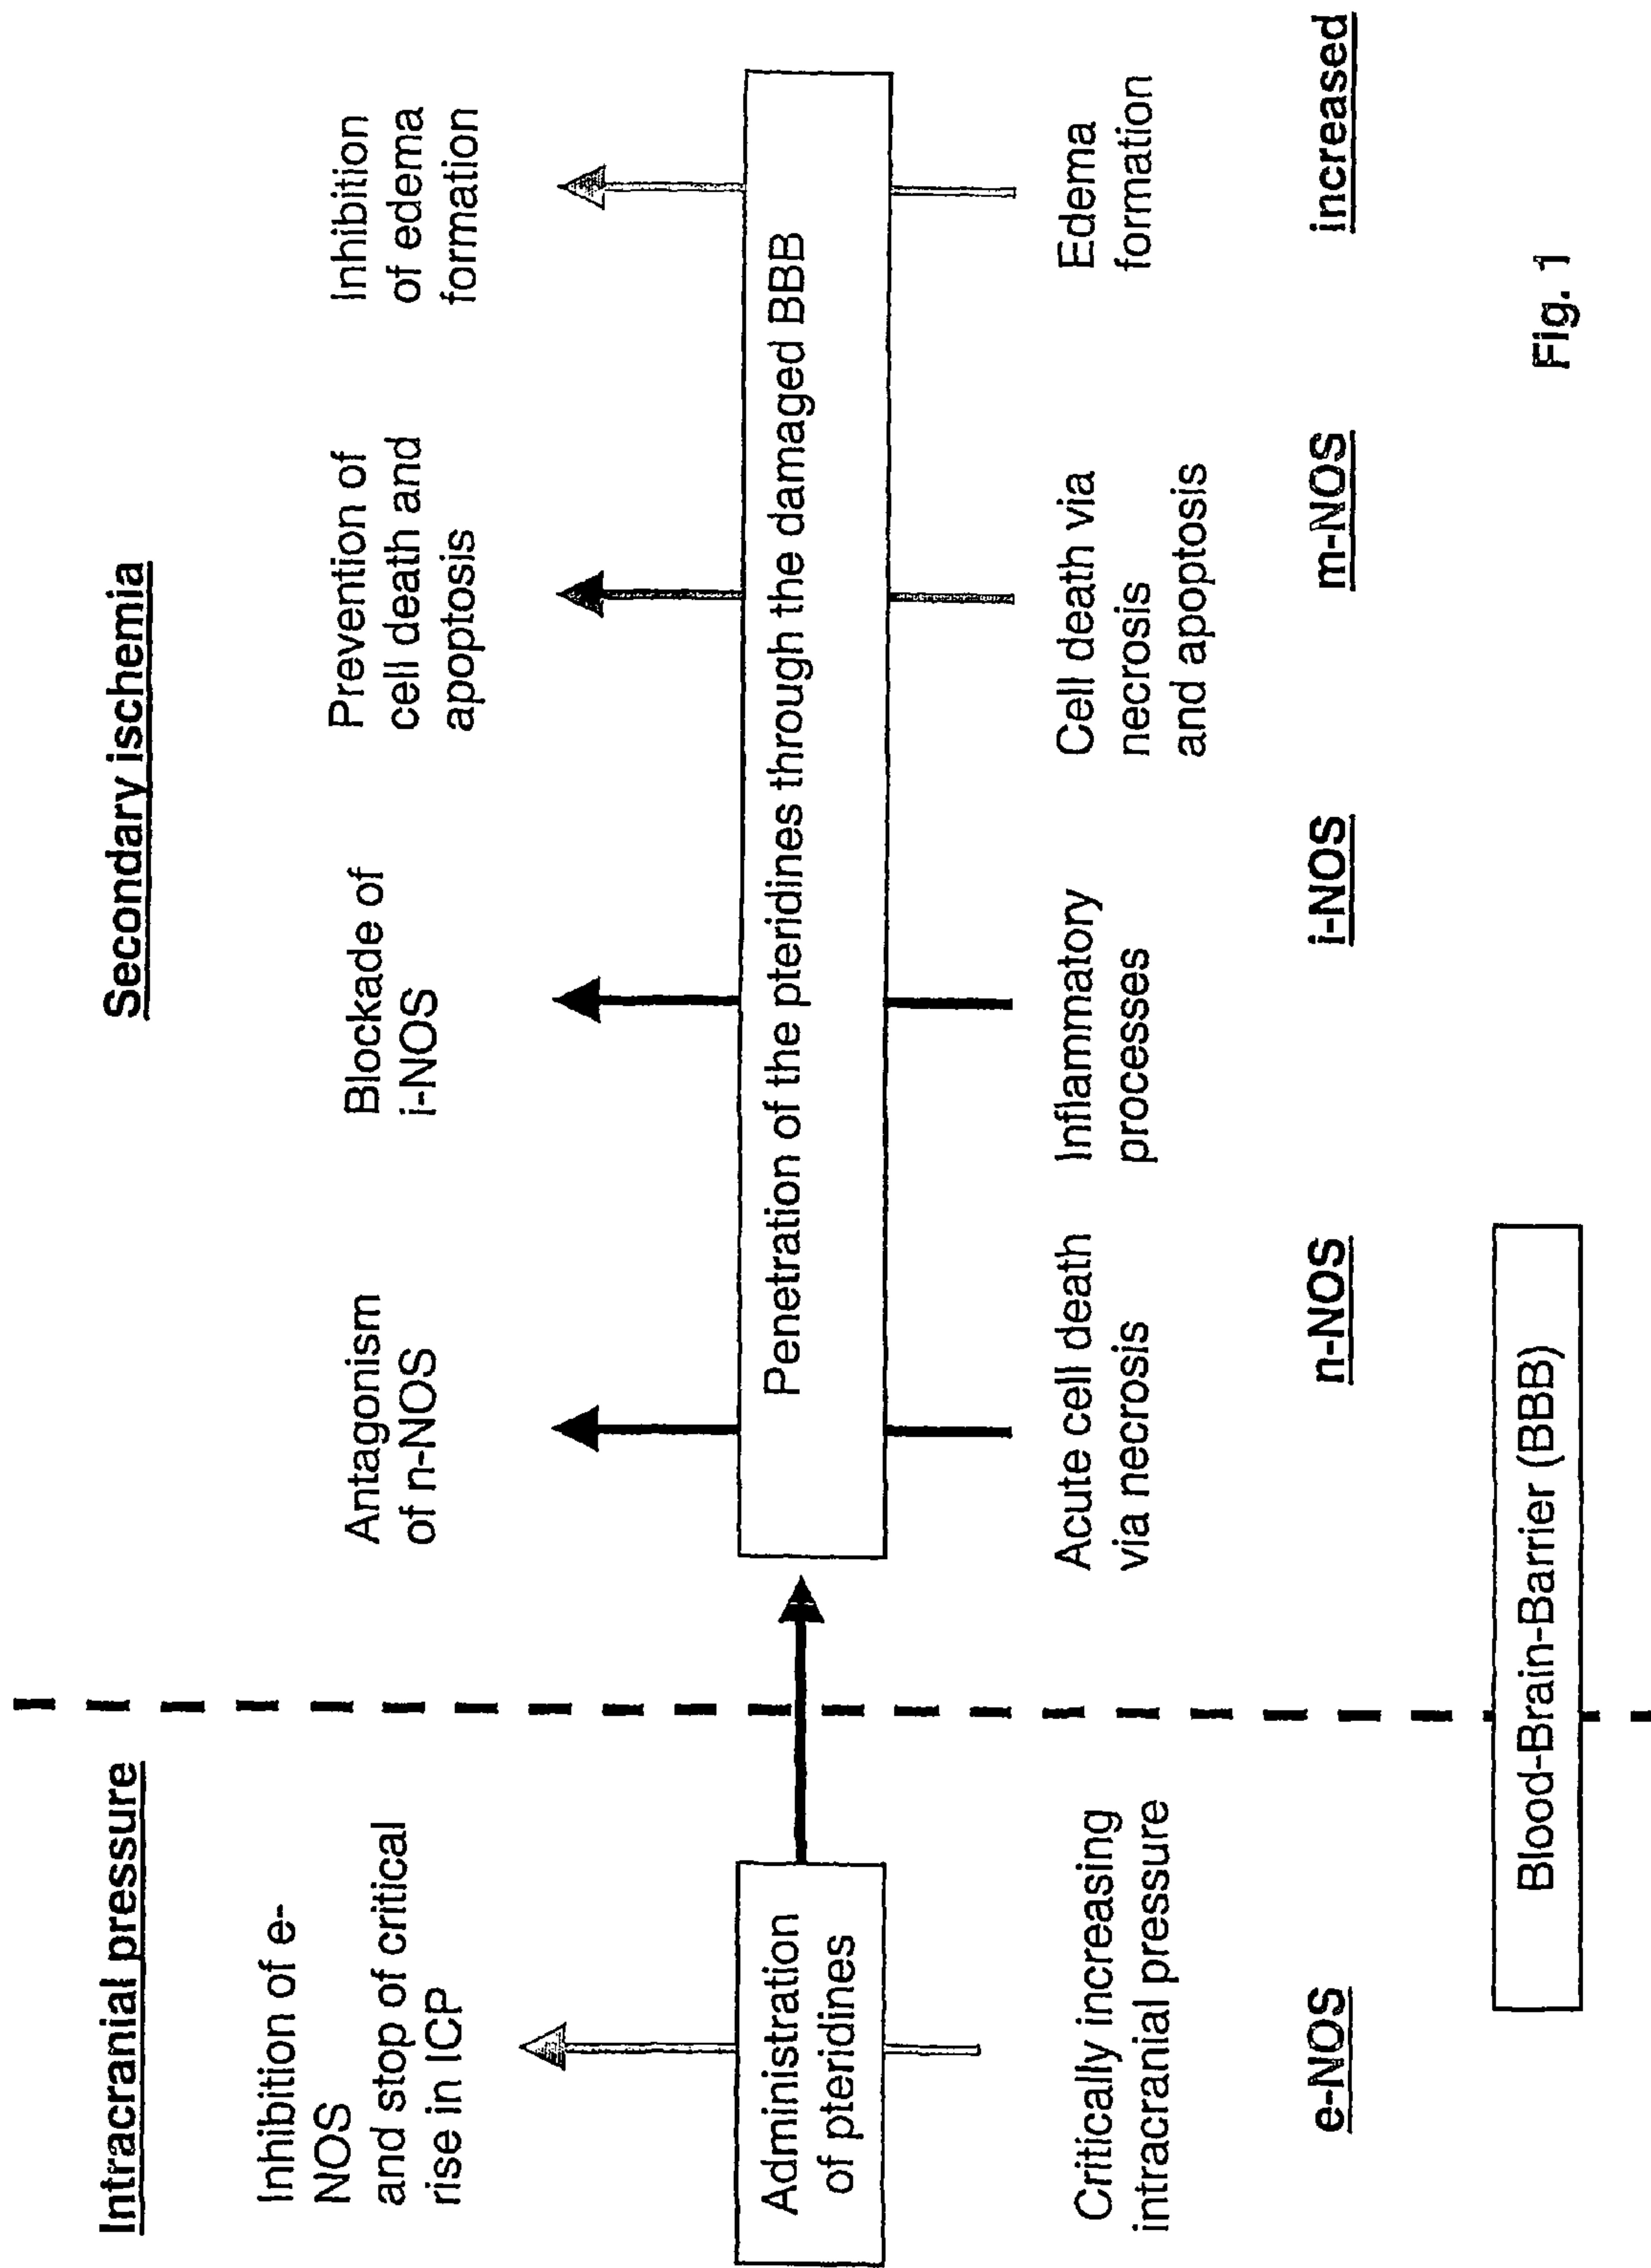 Intracranial pressure
Secondary ischemia
Inhibition of e-
NOS
and stop of critical
rise in ICP
Antagonism
of n-NOS
Blockade of
i-NOS
Prevention of
cell death and
apoptosis
Inhibition
of edema
formation
Administration
of pteridines
Penetration of the pteridines through the damaged BBB
Critically increasing
intracranial pressure
Acute cell death
via necrosis
Inflammatory
processes
Cell death via
necrosis
and apoptosis
Edema
formation
e-NOS
n-NOS
i-NOS
m-NOS
increased
Blood-Brain-Barrier (BBB)
Fig. 1